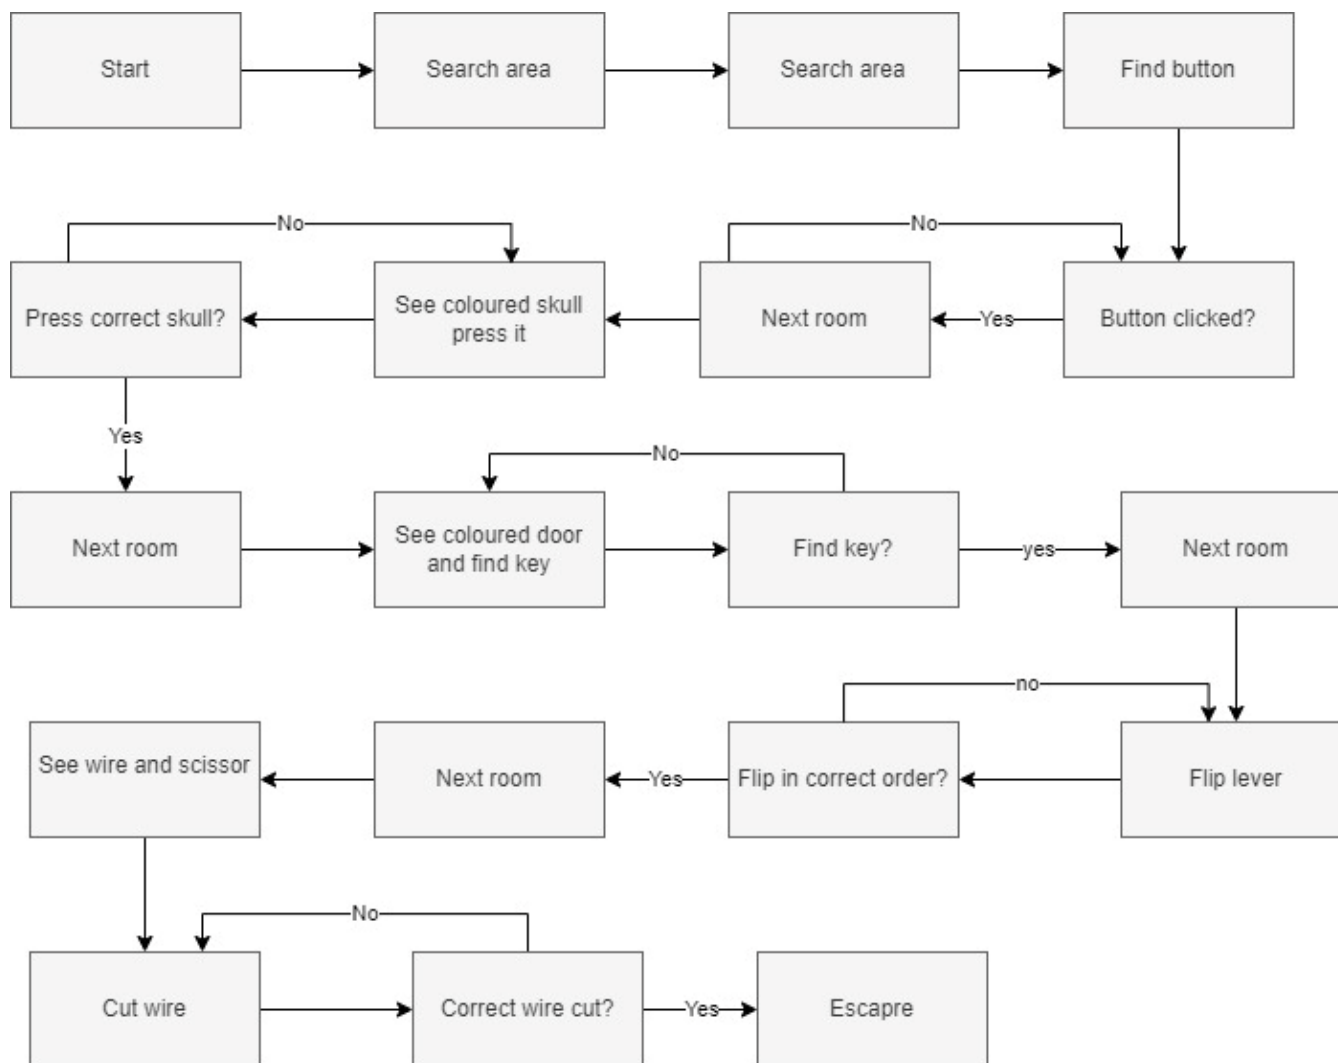 Start
Search area
Search area
Find button
No
No
Press correct skull?
See coloured skull
press it
Next room
Yes
Button clicked?
Yes
No
Next room
See coloured door
and find key
Find key?
yes
Next room
no
See wire and scissor
Next room
Yes
Flip in correct order?
Flip lever
No
Cut wire
Correct wire cut?
Yes
Escapre